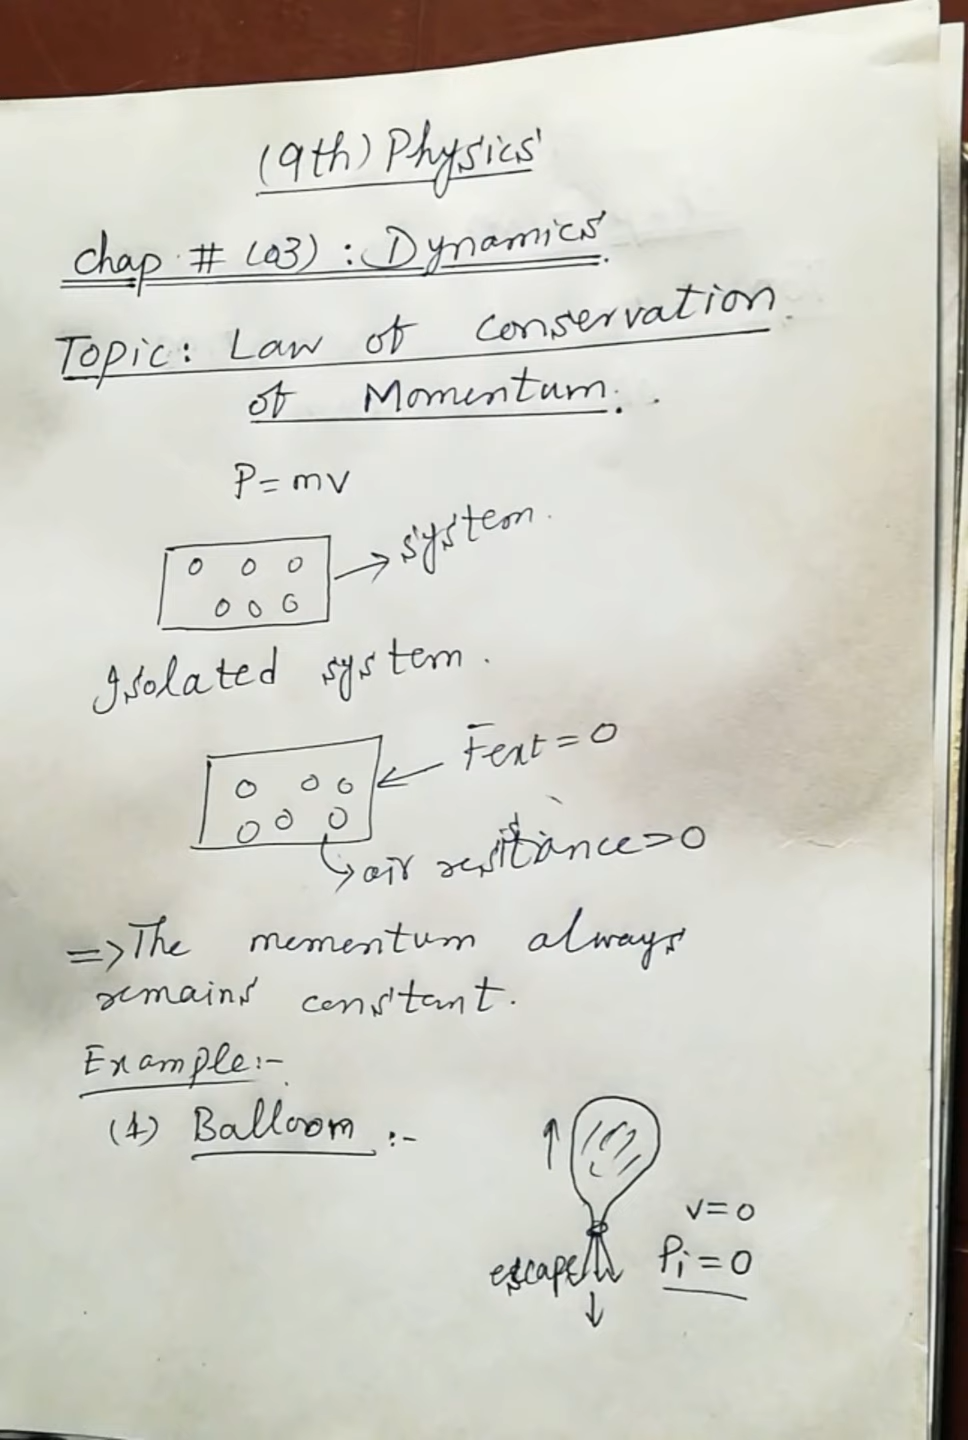 (9th) Physics
Chap # (03) : Dynamics.
Topic: Law of Conservation
of Momentum.
P=mv
system.
Isolated system.
Fext=0
air resistance=0
=>The momentum always
remains constant.
Example:-
(1) Balloon :-
v=0
escape
Pi=0